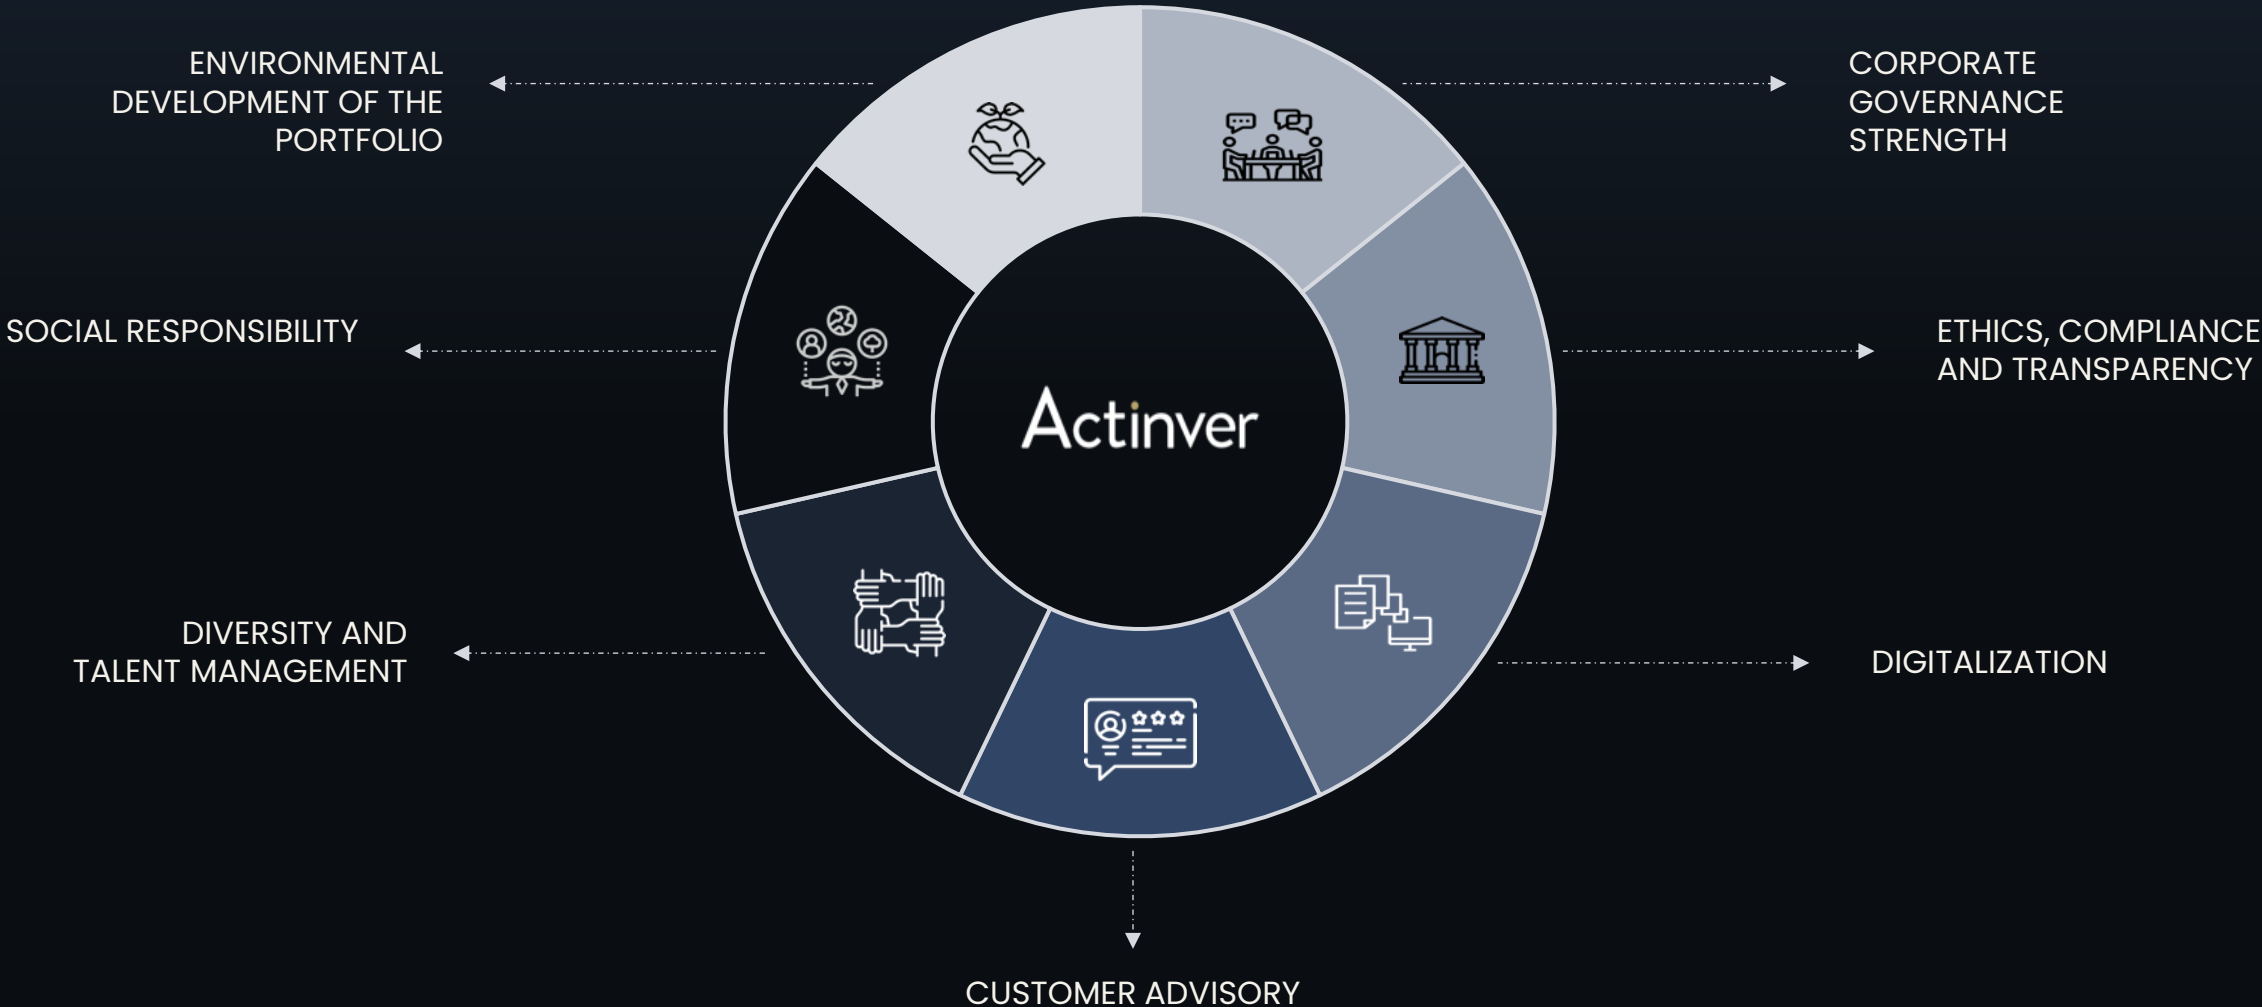 ENVIRONMENTAL
DEVELOPMENT OF THE
PORTFOLIO
CORPORATE
GOVERNANCE
STRENGTH
SOCIAL RESPONSIBILITY
ETHICS, COMPLIANCE
AND TRANSPARENCY
Actinver
DIVERSITY AND
TALENT MANAGEMENT
DIGITALIZATION
CUSTOMER ADVISORY